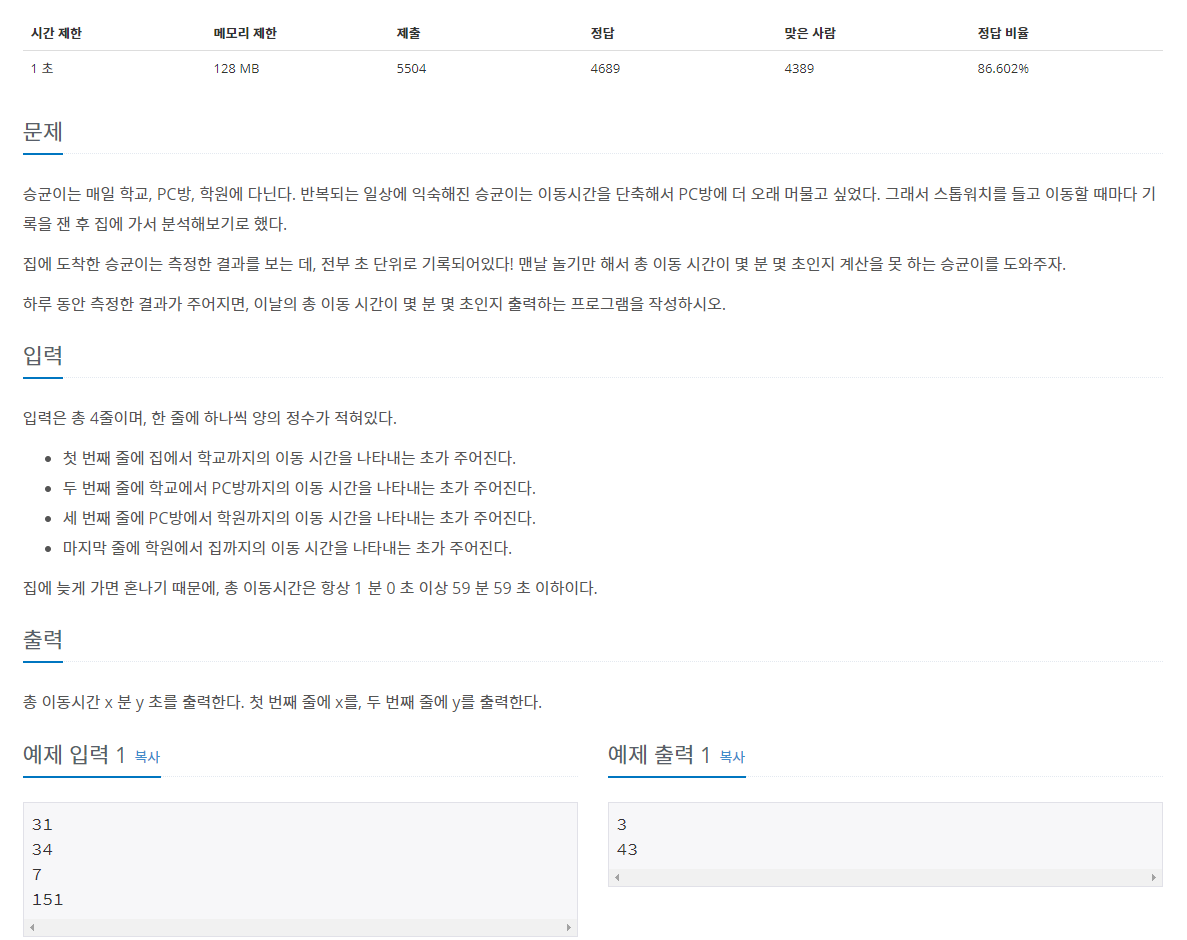 시간 제한 메모리 제한 제출 정답 맞은 사람 정답 비율
1 초 128 MB 5504 4689 4389 86.602%
문제
승균이는 매일 학교, PC방, 학원에 다닌다. 반복되는 일상에 익숙해진 승균이는 이동시간을 단축해서 PC방에 더 오래 머물고 싶었다. 그래서 스톱워치를 들고 이동할 때마다 기
록을 잰 후 집에 가서 분석해보기로 했다.
집에 도착한 승균이는 측정한 결과를 보는 데, 전부 초 단위로 기록되어있다! 맨날 놀기만 해서 총 이동 시간이 몇 분 몇 초인지 계산을 못 하는 승균이를 도와주자.
하루 동안 측정한 결과가 주어지면, 이날의 총 이동 시간이 몇 분 몇 초인지 출력하는 프로그램을 작성하시오.
입력
입력은 총 4줄이며, 한 줄에 하나씩 양의 정수가 적혀있다.
• 첫 번째 줄에 집에서 학교까지의 이동 시간을 나타내는 초가 주어진다.
• 두 번째 줄에 학교에서 PC방까지의 이동 시간을 나타내는 초가 주어진다.
• 세 번째 줄에 PC방에서 학원까지의 이동 시간을 나타내는 초가 주어진다.
• 마지막 줄에 학원에서 집까지의 이동 시간을 나타내는 초가 주어진다.
집에 늦게 가면 혼나기 때문에, 총 이동시간은 항상 1 분 0 초 이상 59 분 59 초 이하이다.
출력
총 이동시간 x 분 y 초를 출력한다. 첫 번째 줄에 x를, 두 번째 줄에 y를 출력한다.
예제 입력 1 복사
31
34
7
151
예제 출력 1 복사
3
43